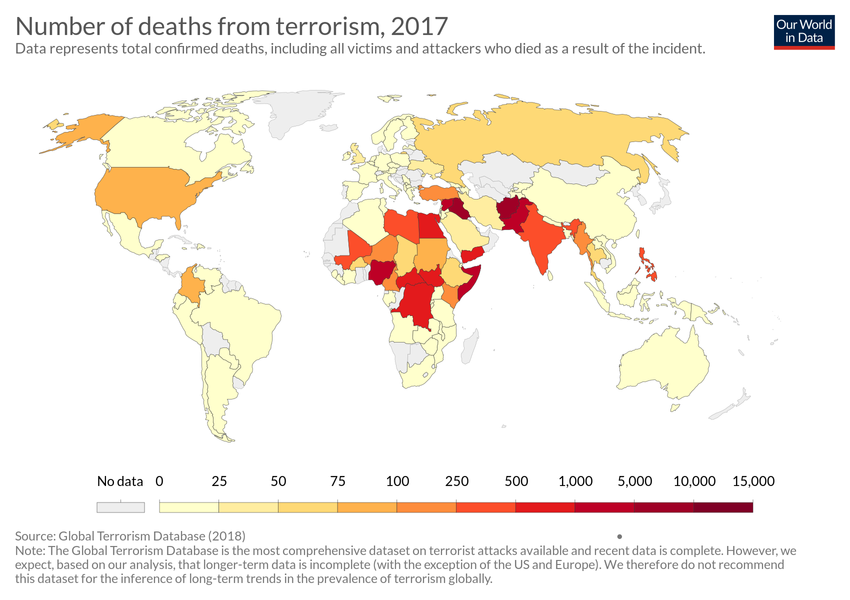 Number of deaths from terrorism, 2017
Data represents total confirmed deaths, including all victims and attackers who died as a result of the incident.
Our World
in Data
No data 0 25 50 75 100 250 500 1,000 5,000 10,000 15,000
Source: Global Terrorism Database (2018)
Note: The Global Terrorism Database is the most comprehensive dataset on terrorist attacks available and recent data is complete. However, we
expect, based on our analysis, that longer-term data is incomplete (with the exception of the US and Europe). We therefore do not recommend
this dataset for the inference of long-term trends in the prevalence of terrorism globally.